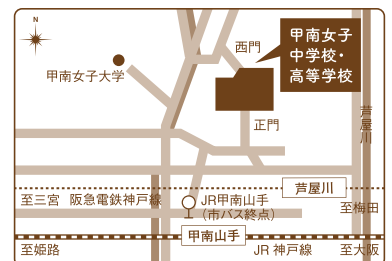 N
西門
甲南女子
中学校・
高等学校
甲南女子大学
正門
芦屋川
芦屋川
至三宮 阪急電鉄神戸線
JR甲南山手
(市バス終点)
至梅田
甲南山手
至姫路
JR 神戸線
至大阪